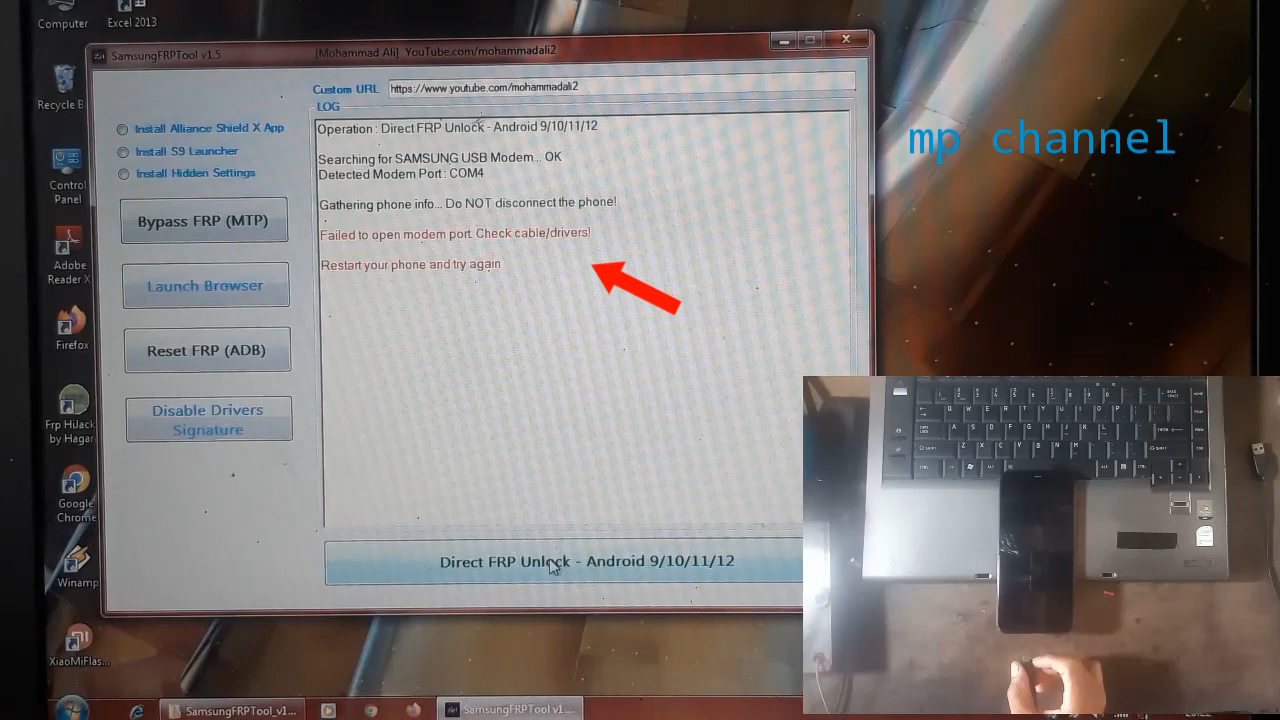 Computer
Excel 2013
SamsungFRPTool v1.5
[Mohammad Ali] YouTube.com/mohammadali2
Custom URL
https://www.youtube.com/mohammadali2
LOG
Install Alliance Shield X App
Install S9 Launcher
Install Hidden Settings
Bypass FRP (MTP)
Launch Browser
Reset FRP (ADB)
Disable Drivers
Signature
Operation : Direct FRP Unlock - Android 9/10/11/12
Searching for SAMSUNG USB Modem... OK
Detected Modem Port : COM4
Gathering phone info... Do NOT disconnect the phone!
Failed to open modem port. Check cable/drivers!
Restart your phone and try again
Direct FRP Unlock - Android 9/10/11/12
mp channel
Recycle B
Control
Panel
Adobe
Reader X
Firefox
Frp HiJack
by Hagar
Google
Chrome
Winamp
XiaoMiFlas...
SamsungFRPTool_v1...
SamsungFRPTool v1....